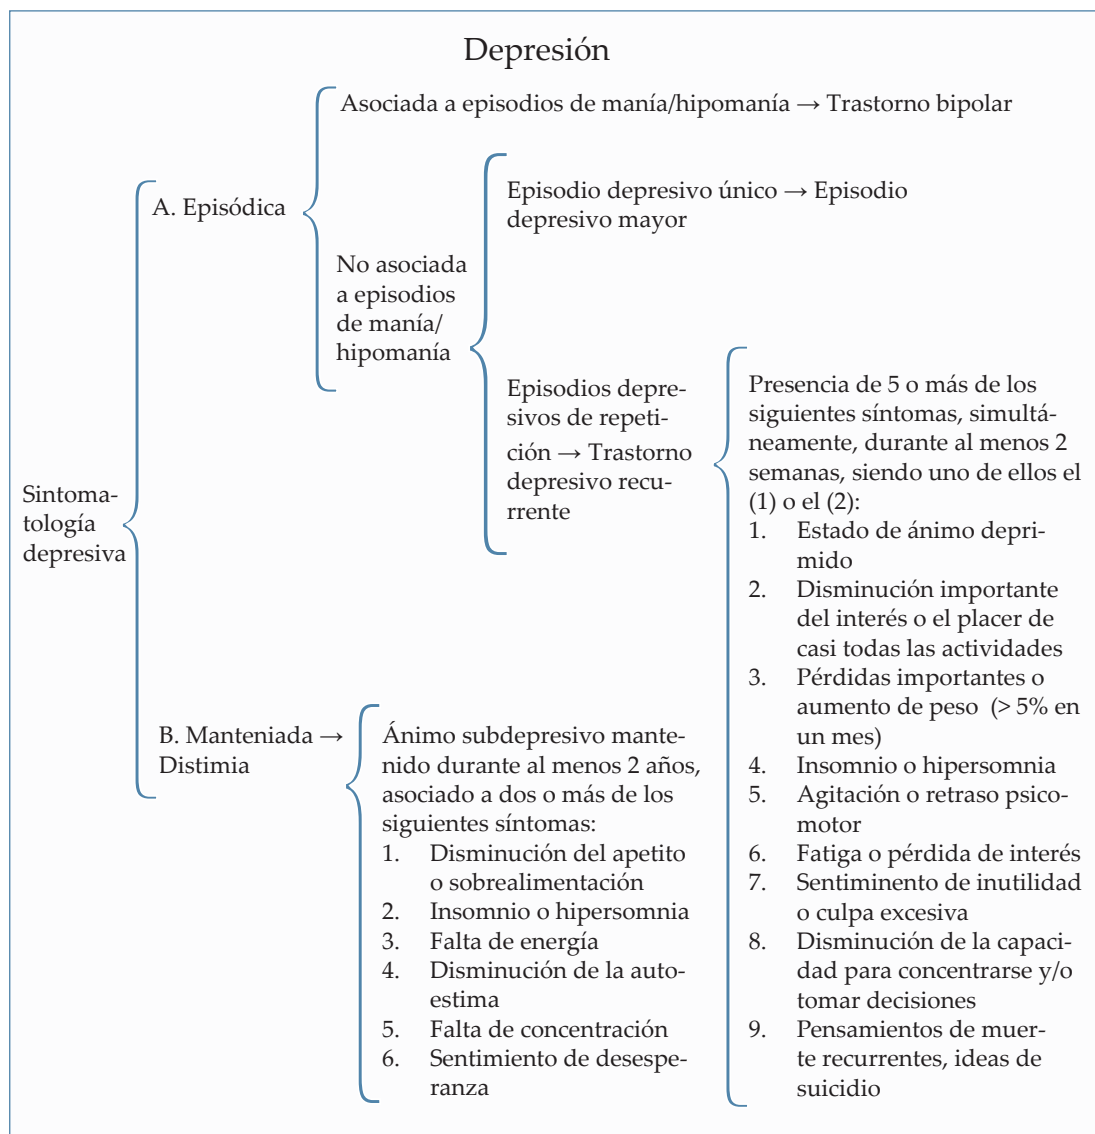 Depresión
Asociada a episodios de manía/hipomanía → Trastorno bipolar
A. Episódica
No asociada
a episodios
de manía/
hipomanía
Episodio depresivo único → Episodio
depresivo mayor
Episodios depre-
sivos de repeti-
ción → Trastorno
depresivo recu-
rrente
Presencia de 5 o más de los
siguientes síntomas, simultá-
neamente, durante al menos 2
semanas, siendo uno de ellos el
(1) o el (2):
1. Estado de ánimo depri-
mido
2. Disminución importante
del interés o el placer de
casi todas las actividades
3. Pérdidas importantes o
aumento de peso (> 5% en
un mes)
4. Insomnio o hipersomnia
5. Agitación o retraso psico-
motor
6. Fatiga o pérdida de interés
7. Sentiminento de inutilidad
o culpa excesiva
8. Disminución de la capaci-
dad para concentrarse y/o
tomar decisiones
9. Pensamientos de muer-
te recurrentes, ideas de
suicidio
Sintoma-
tología
depresiva
B. Manteniada →
Distimia
Ánimo subdepresivo mante-
nido durante al menos 2 años,
asociado a dos o más de los
siguientes síntomas:
1. Disminución del apetito
o sobrealimentación
2. Insomnio o hipersomnia
3. Falta de energía
4. Disminución de la auto-
estima
5. Falta de concentración
6. Sentimiento de desespe-
ranza